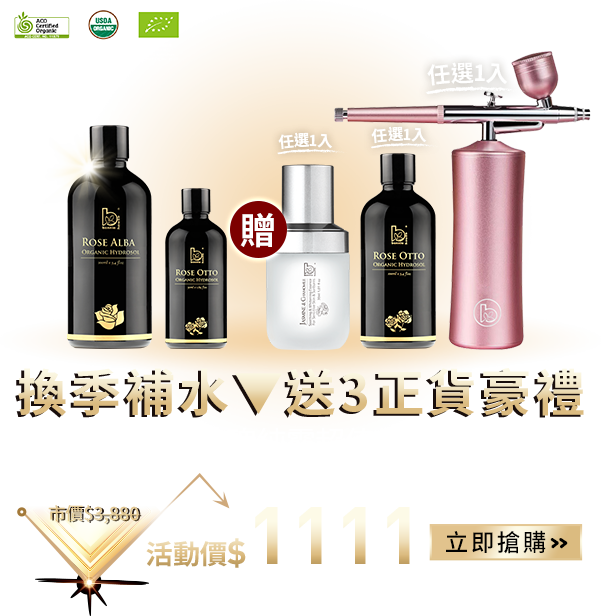 ACO
Certified
Organic
USDA
ORGANIC
任選1入
任選1入
任選1入
ROSE ALBA
ORGANIC HYDROSOL
ROSE OTTO
ORGANIC HYDROSOL
贈
JASMINE & CHAMOMILE
ROSE OTTO
ORGANIC HYDROSOL
換季補水▽送3正貨豪禮
市價$3,880
活動價$1111
立即搶購>>